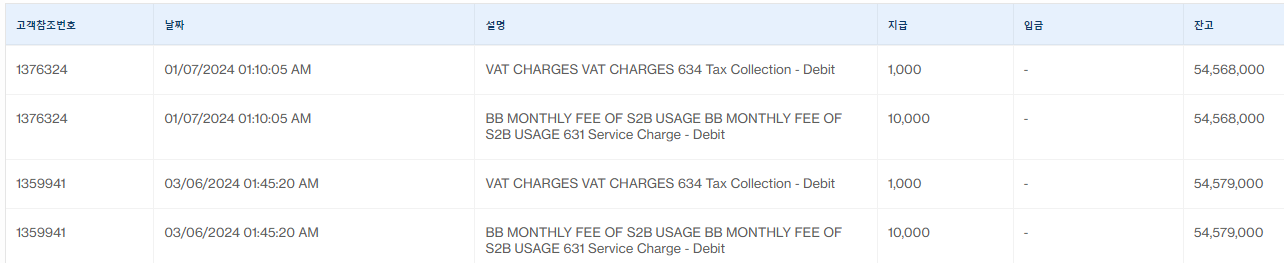 고객참조번호 날짜 설명 지급 입금 잔고
1376324 01/07/2024 01:10:05 AM VAT CHARGES VAT CHARGES 634 Tax Collection - Debit 1,000 - 54,568,000
1376324 01/07/2024 01:10:05 AM BB MONTHLY FEE OF S2B USAGE BB MONTHLY FEE OF 10,000 - 54,568,000
S2B USAGE 631 Service Charge - Debit
1359941 03/06/2024 01:45:20 AM VAT CHARGES VAT CHARGES 634 Tax Collection - Debit 1,000 - 54,579,000
1359941 03/06/2024 01:45:20 AM BB MONTHLY FEE OF S2B USAGE BB MONTHLY FEE OF 10,000 - 54,579,000
S2B USAGE 631 Service Charge - Debit